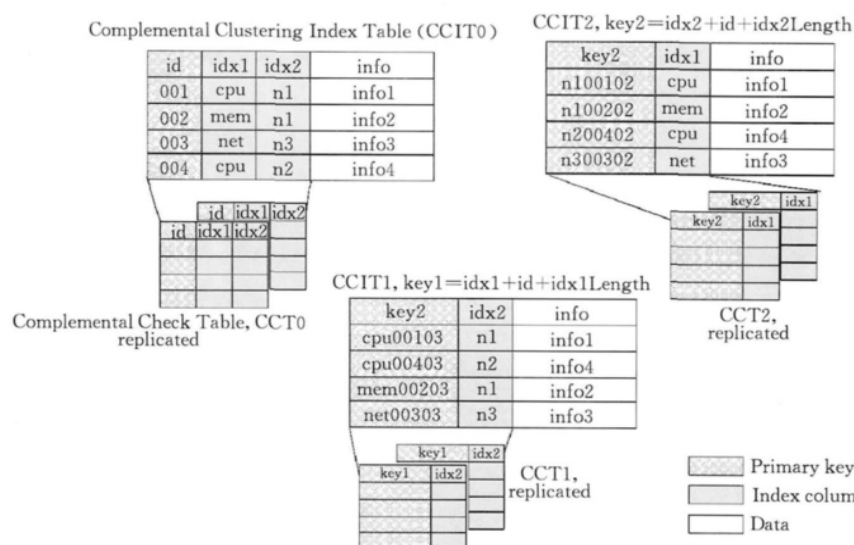 Complemental Clustering Index Table (CCIT0)
id idx1 idx2 info
001 cpu n1 info1
002 mem n1 info2
003 net n3 info3
004 cpu n2 info4
id idx1 idx2
id idx1 idx2
Complemental Check Table, CCT0
replicated
CCIT2, key2=idx2+id+idx2Length
key2 idx1 info
n100102 cpu info1
n100202 mem info2
n200402 cpu info4
n300302 net info3
key2 idx1
key2 idx1
CCT2,
replicated
CCIT1, key1=idx1+id+idx1Length
key2 idx2 info
cpu00103 n1 info1
cpu00403 n2 info4
mem00203 n1 info2
net00303 n3 info3
key1 idx2
key1 idx2
CCT1,
replicated
Primary key
Index colum
Data